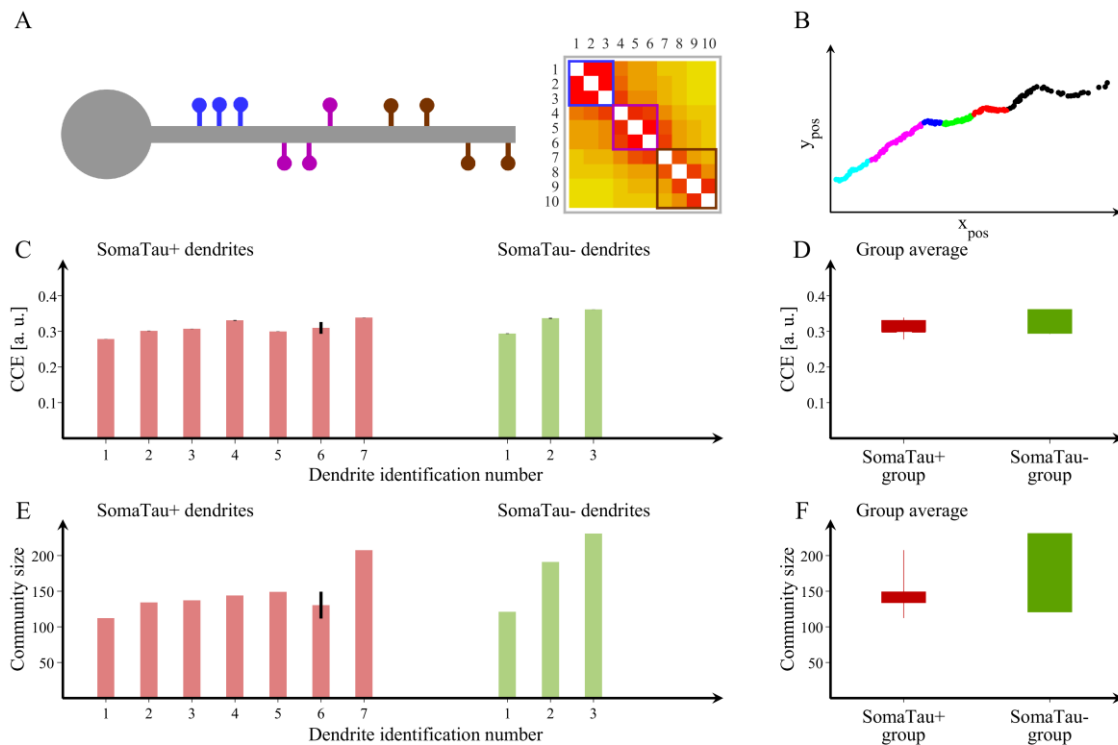 A
1 2 3 4 5 6 7 8 9 10
1
2
3
4
5
6
7
8
9
10
B
y_pos
x_pos
C
SomaTau+ dendrites
SomaTau- dendrites
CCE [a. u.]
0.4
0.3
0.2
0.1
1 2 3 4 5 6 7
1 2 3
Dendrite identification number
D
Group average
CCE [a. u.]
0.4
0.3
0.2
0.1
SomaTau+
group
SomaTau-
group
E
SomaTau+ dendrites
SomaTau- dendrites
Community size
200
150
100
50
1 2 3 4 5 6 7
1 2 3
Dendrite identification number
F
Group average
Community size
200
150
100
50
SomaTau+
group
SomaTau-
group